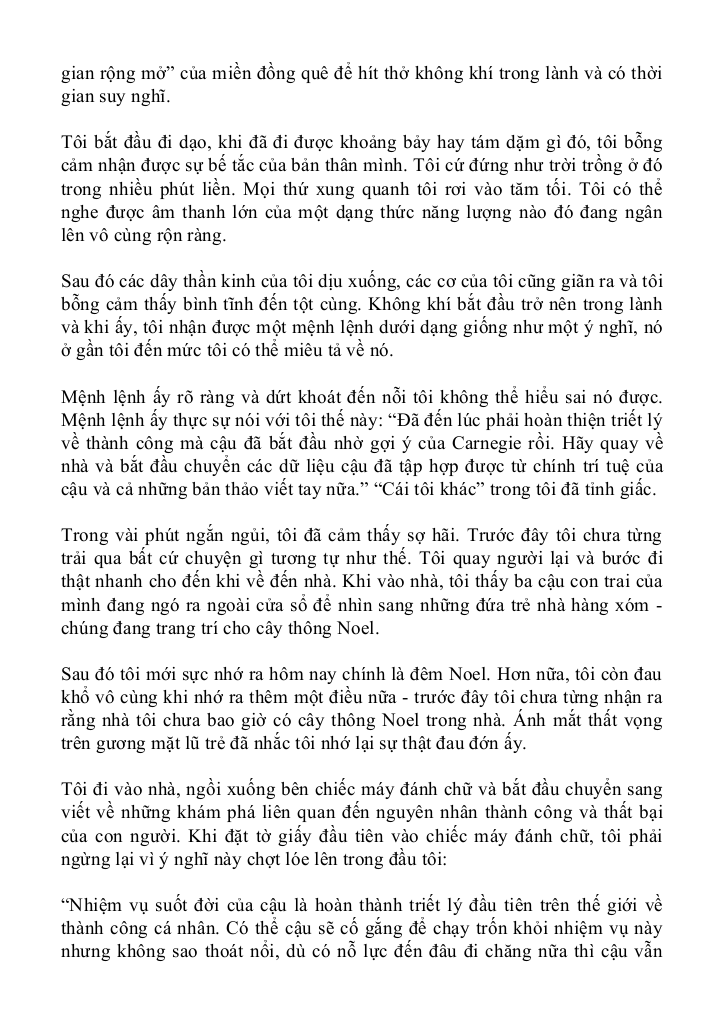 gian rộng mở” của miền đồng quê để hít thở không khí trong lành và có thời
gian suy nghĩ.
Tôi bắt đầu đi dạo, khi đã đi được khoảng bảy hay tám dặm gì đó, tôi bỗng
cảm nhận được sự bế tắc của bản thân mình. Tôi cứ đứng như trời trồng ở đó
trong nhiều phút liền. Mọi thứ xung quanh tôi rơi vào tăm tối. Tôi có thể
nghe được âm thanh lớn của một dạng thức năng lượng nào đó đang ngân
lên vô cùng rộn ràng.
Sau đó các dây thần kinh của tôi dịu xuống, các cơ của tôi cũng giãn ra và tôi
bỗng cảm thấy bình tĩnh đến tột cùng. Không khí bắt đầu trở nên trong lành
và khi ấy, tôi nhận được một mệnh lệnh dưới dạng giống như một ý nghĩ, nó
ở gần tôi đến mức tôi có thể miêu tả về nó.
Mệnh lệnh ấy rõ ràng và dứt khoát đến nỗi tôi không thể hiểu sai nó được.
Mệnh lệnh ấy thực sự nói với tôi thế này: “Đã đến lúc phải hoàn thiện triết lý
về thành công mà cậu đã bắt đầu nhờ gợi ý của Carnegie rồi. Hãy quay về
nhà và bắt đầu chuyển các dữ liệu cậu đã tập hợp được từ chính trí tuệ của
cậu và cả những bản thảo viết tay nữa.” “Cái tôi khác” trong tôi đã tỉnh giấc.
Trong vài phút ngắn ngủi, tôi đã cảm thấy sợ hãi. Trước đây tôi chưa từng
trải qua bất cứ chuyện gì tương tự như thế. Tôi quay người lại và bước đi
thật nhanh cho đến khi về đến nhà. Khi vào nhà, tôi thấy ba cậu con trai của
mình đang ngó ra ngoài cửa sổ để nhìn sang những đứa trẻ nhà hàng xóm -
chúng đang trang trí cho cây thông Noel.
Sau đó tôi mới sực nhớ ra hôm nay chính là đêm Noel. Hơn nữa, tôi còn đau
khổ vô cùng khi nhớ ra thêm một điều nữa - trước đây tôi chưa từng nhận ra
rằng nhà tôi chưa bao giờ có cây thông Noel trong nhà. Ánh mắt thất vọng
trên gương mặt lũ trẻ đã nhắc tôi nhớ lại sự thật đau đớn ấy.
Tôi đi vào nhà, ngồi xuống bên chiếc máy đánh chữ và bắt đầu chuyển sang
viết về những khám phá liên quan đến nguyên nhân thành công và thất bại
của con người. Khi đặt tờ giấy đầu tiên vào chiếc máy đánh chữ, tôi phải
ngừng lại vì ý nghĩ này chợt lóe lên trong đầu tôi:
“Nhiệm vụ suốt đời của cậu là hoàn thành triết lý đầu tiên trên thế giới về
thành công cá nhân. Có thể cậu sẽ cố gắng để chạy trốn khỏi nhiệm vụ này
nhưng không sao thoát nổi, dù có nỗ lực đến đâu đi chăng nữa thì cậu vẫn